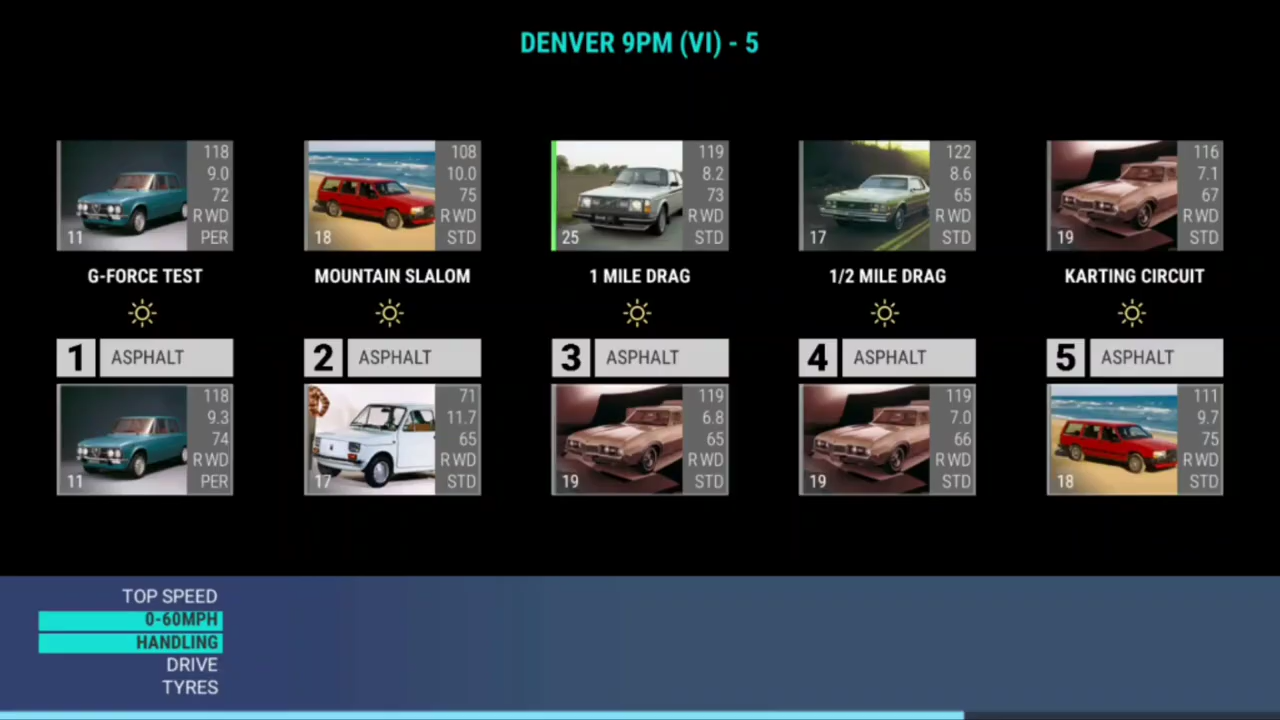 DENVER 9PM (VI) - 5
118
9.0
72
RWD
PER
11
108
10.0
75
RWD
STD
18
119
8.2
73
RWD
STD
25
122
8.6
65
RWD
STD
17
116
7.1
67
RWD
STD
19
G-FORCE TEST
MOUNTAIN SLALOM
1 MILE DRAG
1/2 MILE DRAG
KARTING CIRCUIT
1 ASPHALT
2 ASPHALT
3 ASPHALT
4 ASPHALT
5 ASPHALT
118
9.3
74
RWD
PER
11
71
11.7
65
RWD
STD
17
119
6.8
65
RWD
STD
19
119
7.0
66
RWD
STD
19
111
9.7
75
RWD
STD
18
TOP SPEED
0-60MPH
HANDLING
DRIVE
TYRES